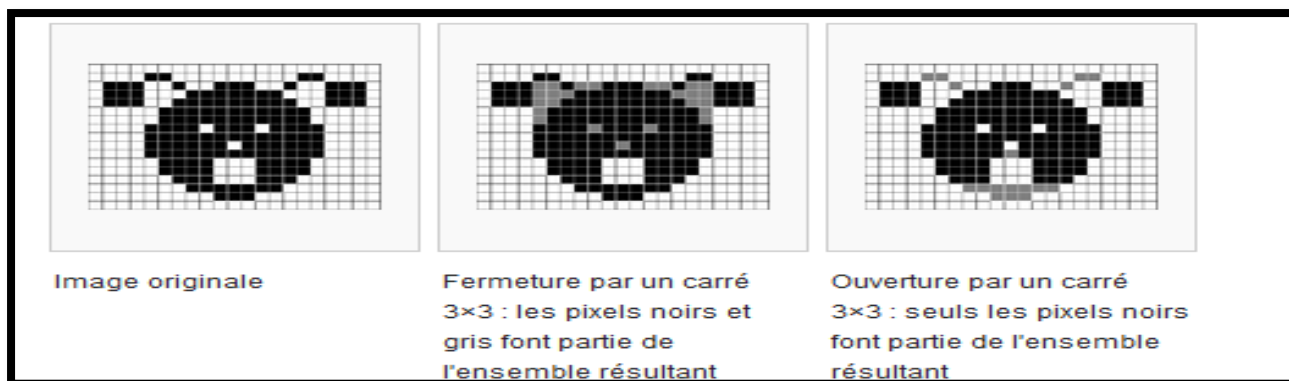 Image originale
Fermeture par un carré
3×3 : les pixels noirs et
gris font partie de
l'ensemble résultant
Ouverture par un carré
3×3 : seuls les pixels noirs
font partie de l'ensemble
résultant